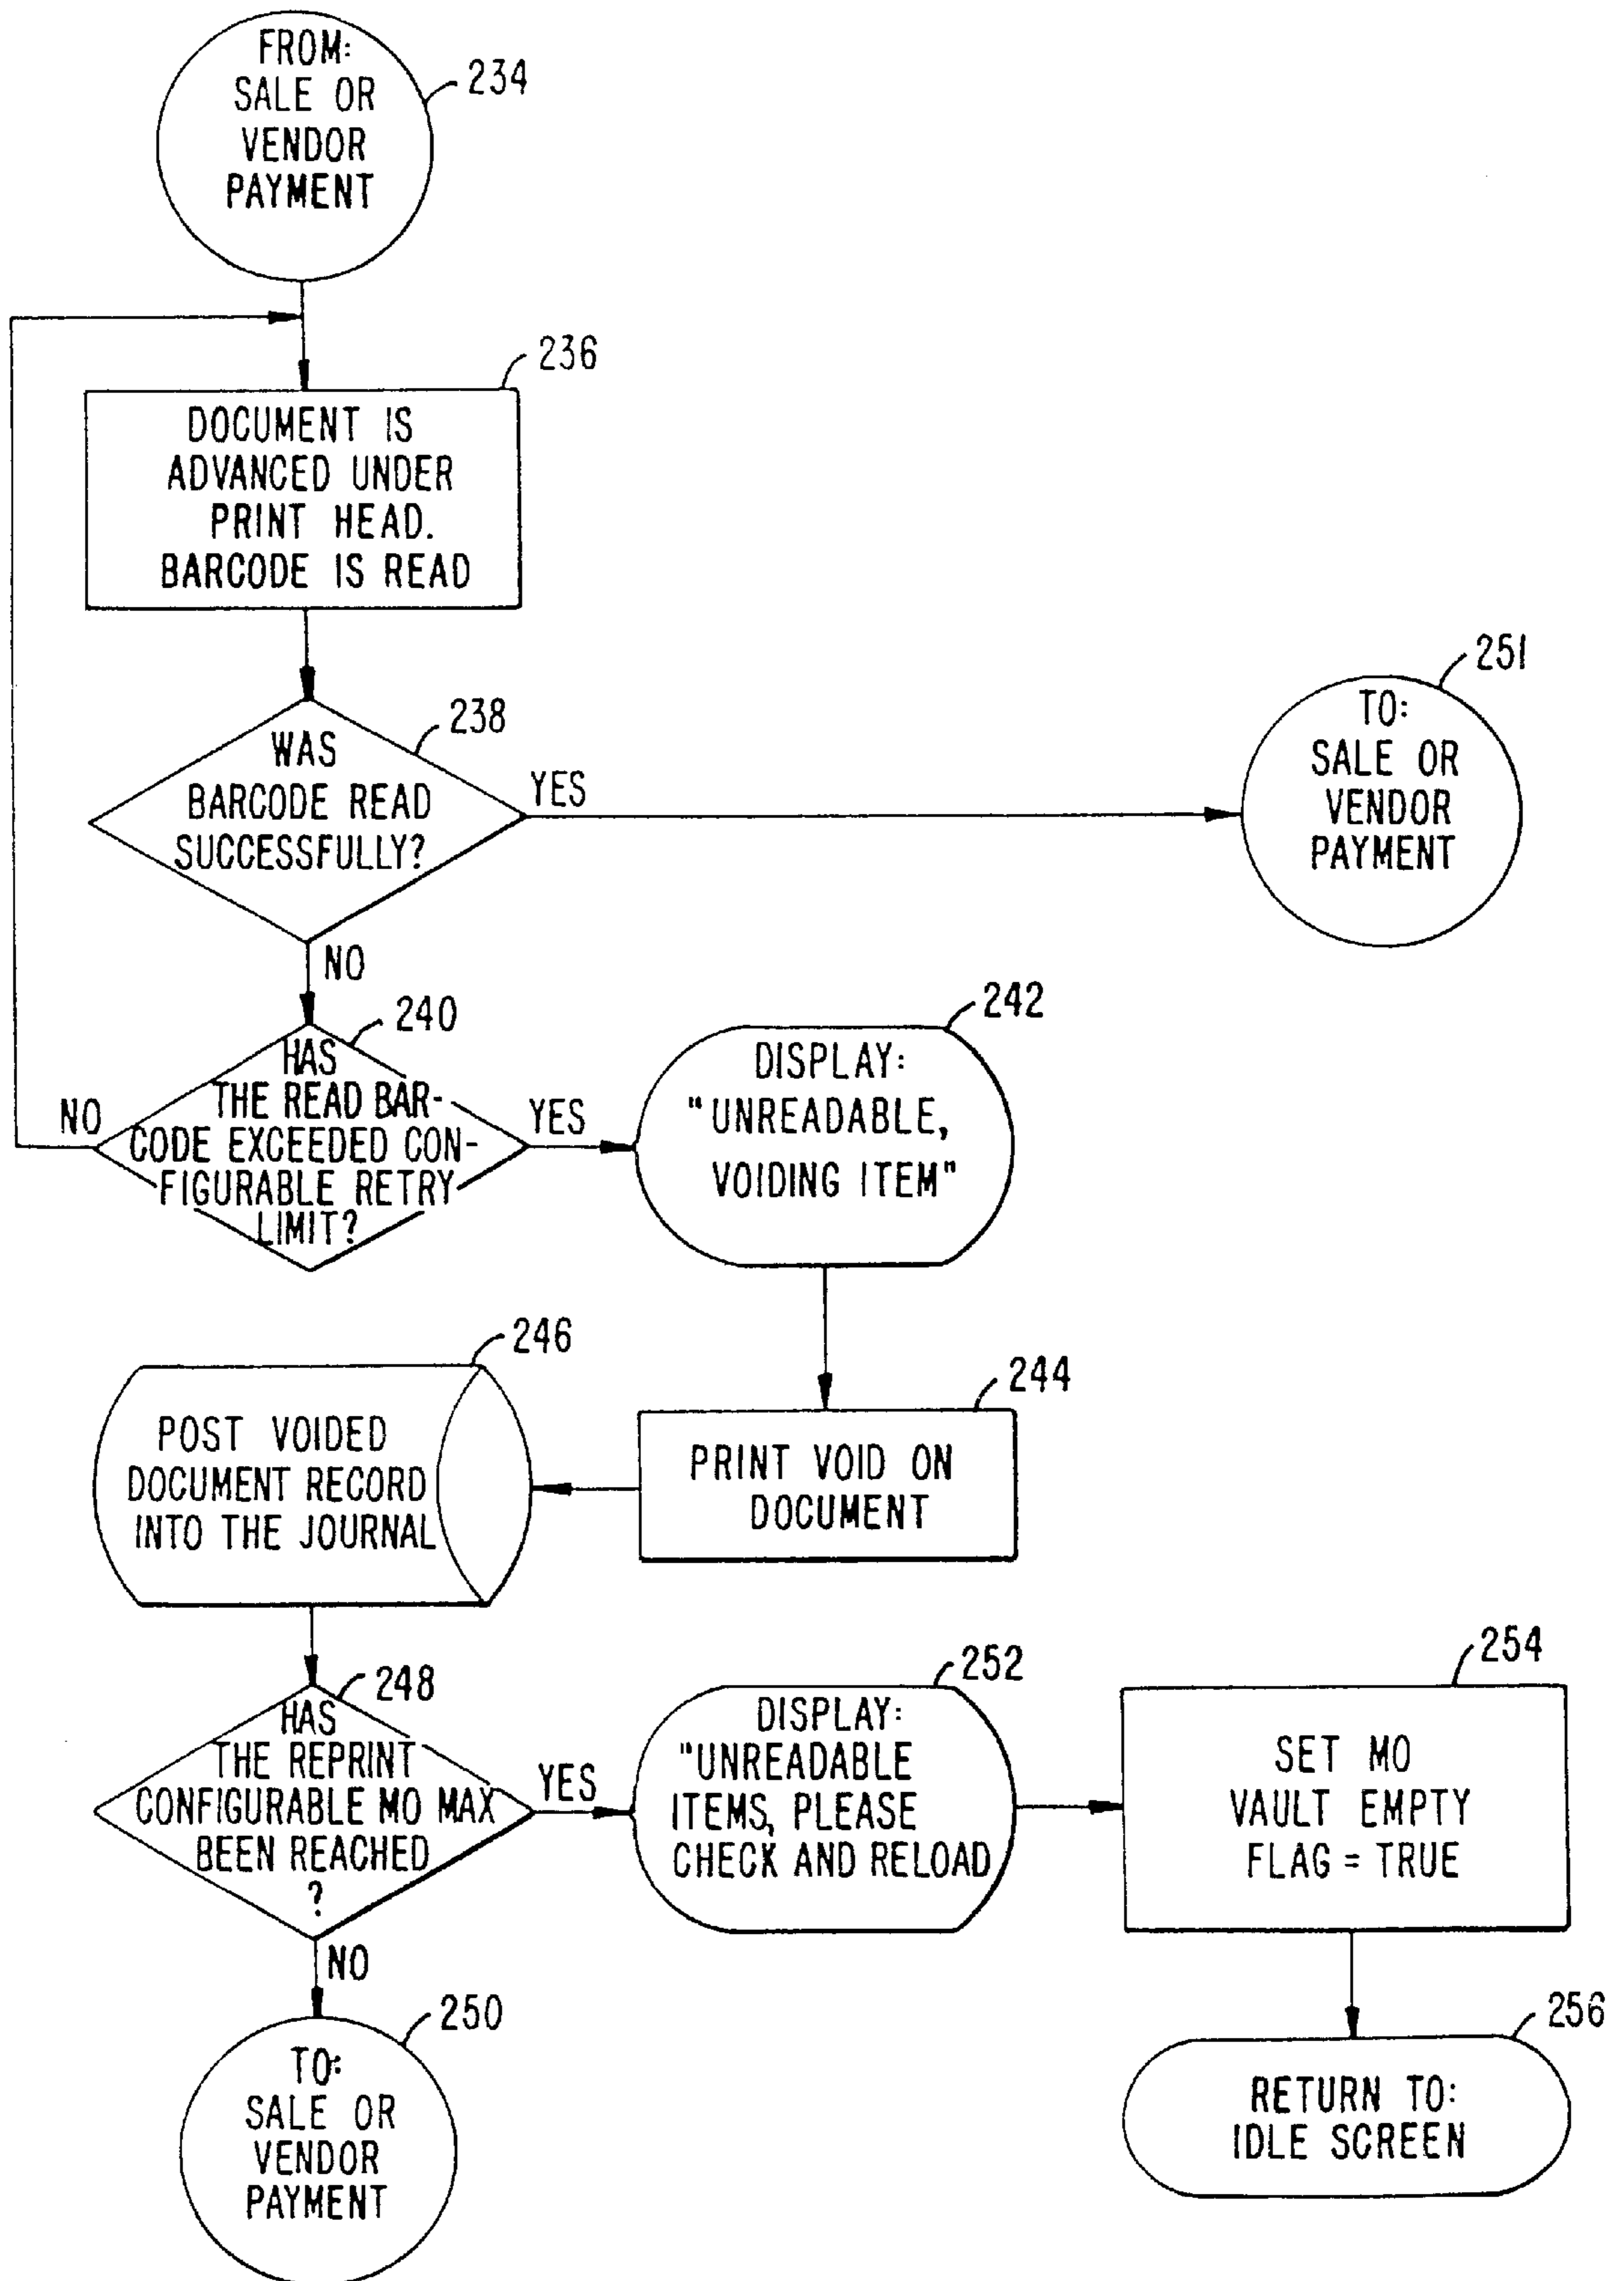 FROM:
SALE OR
VENDOR
PAYMENT
234
236
DOCUMENT IS
ADVANCED UNDER
PRINT HEAD.
BARCODE IS READ
238
WAS
BARCODE READ
SUCCESSFULLY?
YES
251
TO:
SALE OR
VENDOR
PAYMENT
NO
240
HAS
THE READ BAR-
CODE EXCEEDED CON-
FIGURABLE RETRY
LIMIT?
NO
YES
242
DISPLAY:
"UNREADABLE,
VOIDING ITEM"
244
PRINT VOID ON
DOCUMENT
246
POST VOIDED
DOCUMENT RECORD
INTO THE JOURNAL
248
HAS
THE REPRINT
CONFIGURABLE MO MAX
BEEN REACHED
?
YES
252
DISPLAY:
"UNREADABLE
ITEMS, PLEASE
CHECK AND RELOAD
254
SET MO
VAULT EMPTY
FLAG = TRUE
NO
250
TO:
SALE OR
VENDOR
PAYMENT
256
RETURN TO:
IDLE SCREEN